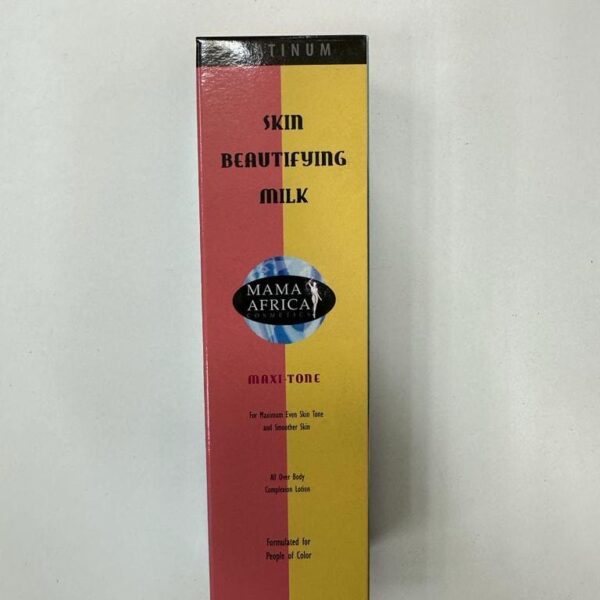 PLATINUM
SKIN
BEAUTIFYING
MILK
MAMA
AFRICA
COSMETICS
MAXI-TONE
For Maximum Even Skin Tone
and Smoother Skin
All Over Body
Complexion Lotion
Formulated for
People of Color